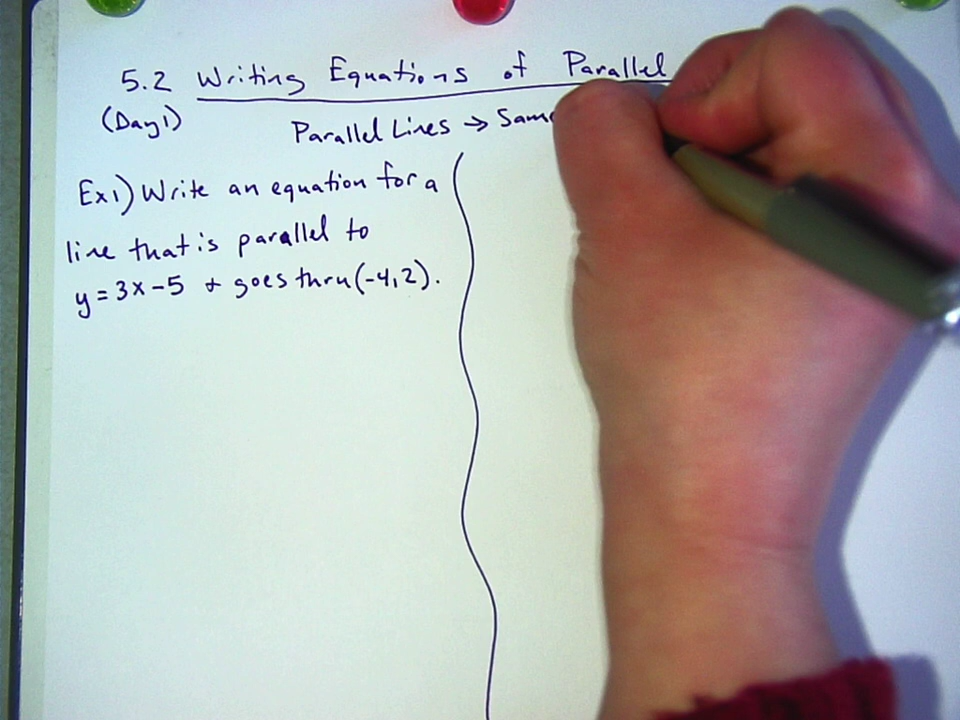 5.2 Writing Equations of Parallel
(Day 1) Parallel Lines → Same
Ex1) Write an equation for a
line that is parallel to
y = 3x - 5 + goes thru (-4, 2).